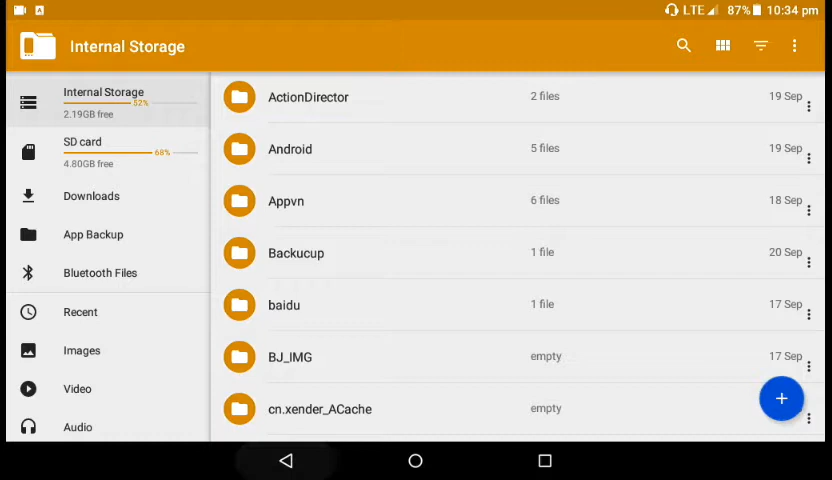 LTE 87% 10:34 pm
Internal Storage
Internal Storage
52%
2.19GB free
SD card
68%
4.80GB free
Downloads
App Backup
Bluetooth Files
Recent
Images
Video
Audio
ActionDirector 2 files 19 Sep
Android 5 files 19 Sep
Appvn 6 files 18 Sep
Backucup 1 file 20 Sep
baidu 1 file 17 Sep
BJ_IMG empty 17 Sep
cn.xender_ACache empty